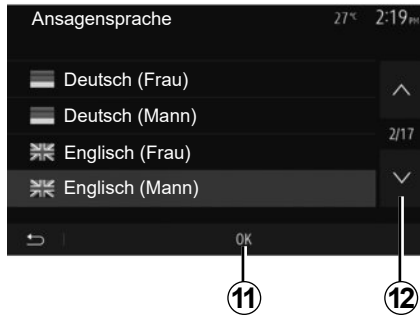 Ansagensprache 27°C 2:19PM
Deutsch (Frau)
Deutsch (Mann)
2/17
Englisch (Frau)
Englisch (Mann)
OK
11 12